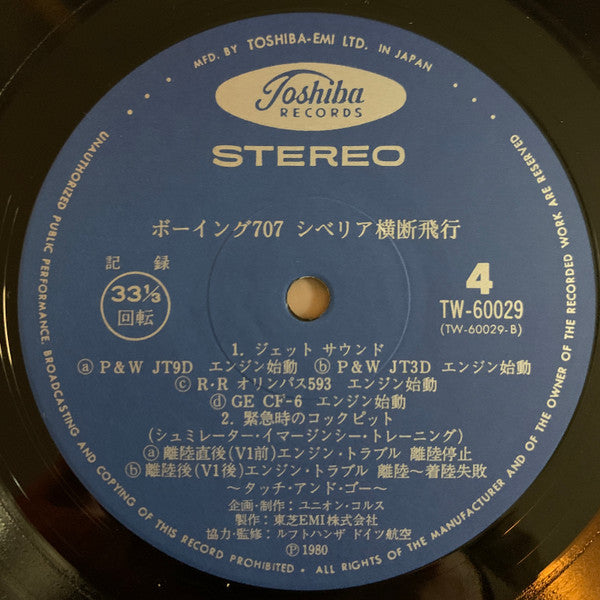 MFD. BY TOSHIBA-EMI LTD. IN JAPAN
Toshiba
RECORDS
STEREO
ボーイング707 シベリア横断飛行
記録
33⅓
回転
4
TW-60029
(TW-60029-B)
1. ジェット サウンド
ⓐ P&W JT9D エンジン始動 ⓑ P&W JT3D エンジン始動
ⓒ R・R オリンパス593 エンジン始動
ⓓ GE CF-6 エンジン始動
2. 緊急時のコックピット
(シュミレーター・イマージンシー・トレーニング)
ⓐ 離陸直後(V1前)エンジン・トラブル 離陸停止
ⓑ 離陸後(V1後)エンジン・トラブル 離陸〜着陸失敗
〜タッチ・アンド・ゴー〜
企画・制作：ユニオン・コルス
製作：東芝EMI株式会社
協力・監修：ルフトハンザ ドイツ航空
Ⓟ 1980
UNAUTHORIZED PUBLIC PERFORMANCE, BROADCASTING AND COPYING OF THIS RECORD PROHIBITED • ALL RIGHTS OF THE MANUFACTURER AND OF THE OWNER OF THE RECORDED WORK ARE RESERVED